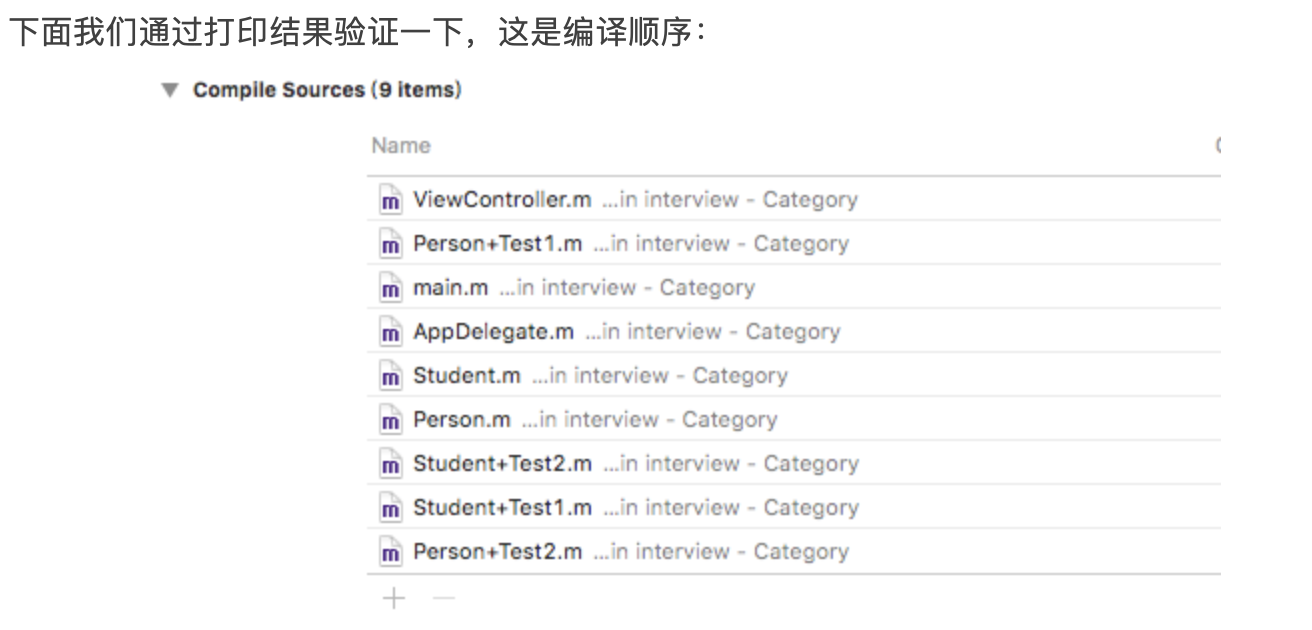 下面我们通过打印结果验证一下，这是编译顺序：
Compile Sources (9 items)
Name
ViewController.m ...in interview - Category
Person+Test1.m ...in interview - Category
main.m ...in interview - Category
AppDelegate.m ...in interview - Category
Student.m ...in interview - Category
Person.m ...in interview - Category
Student+Test2.m ...in interview - Category
Student+Test1.m ...in interview - Category
Person+Test2.m ...in interview - Category